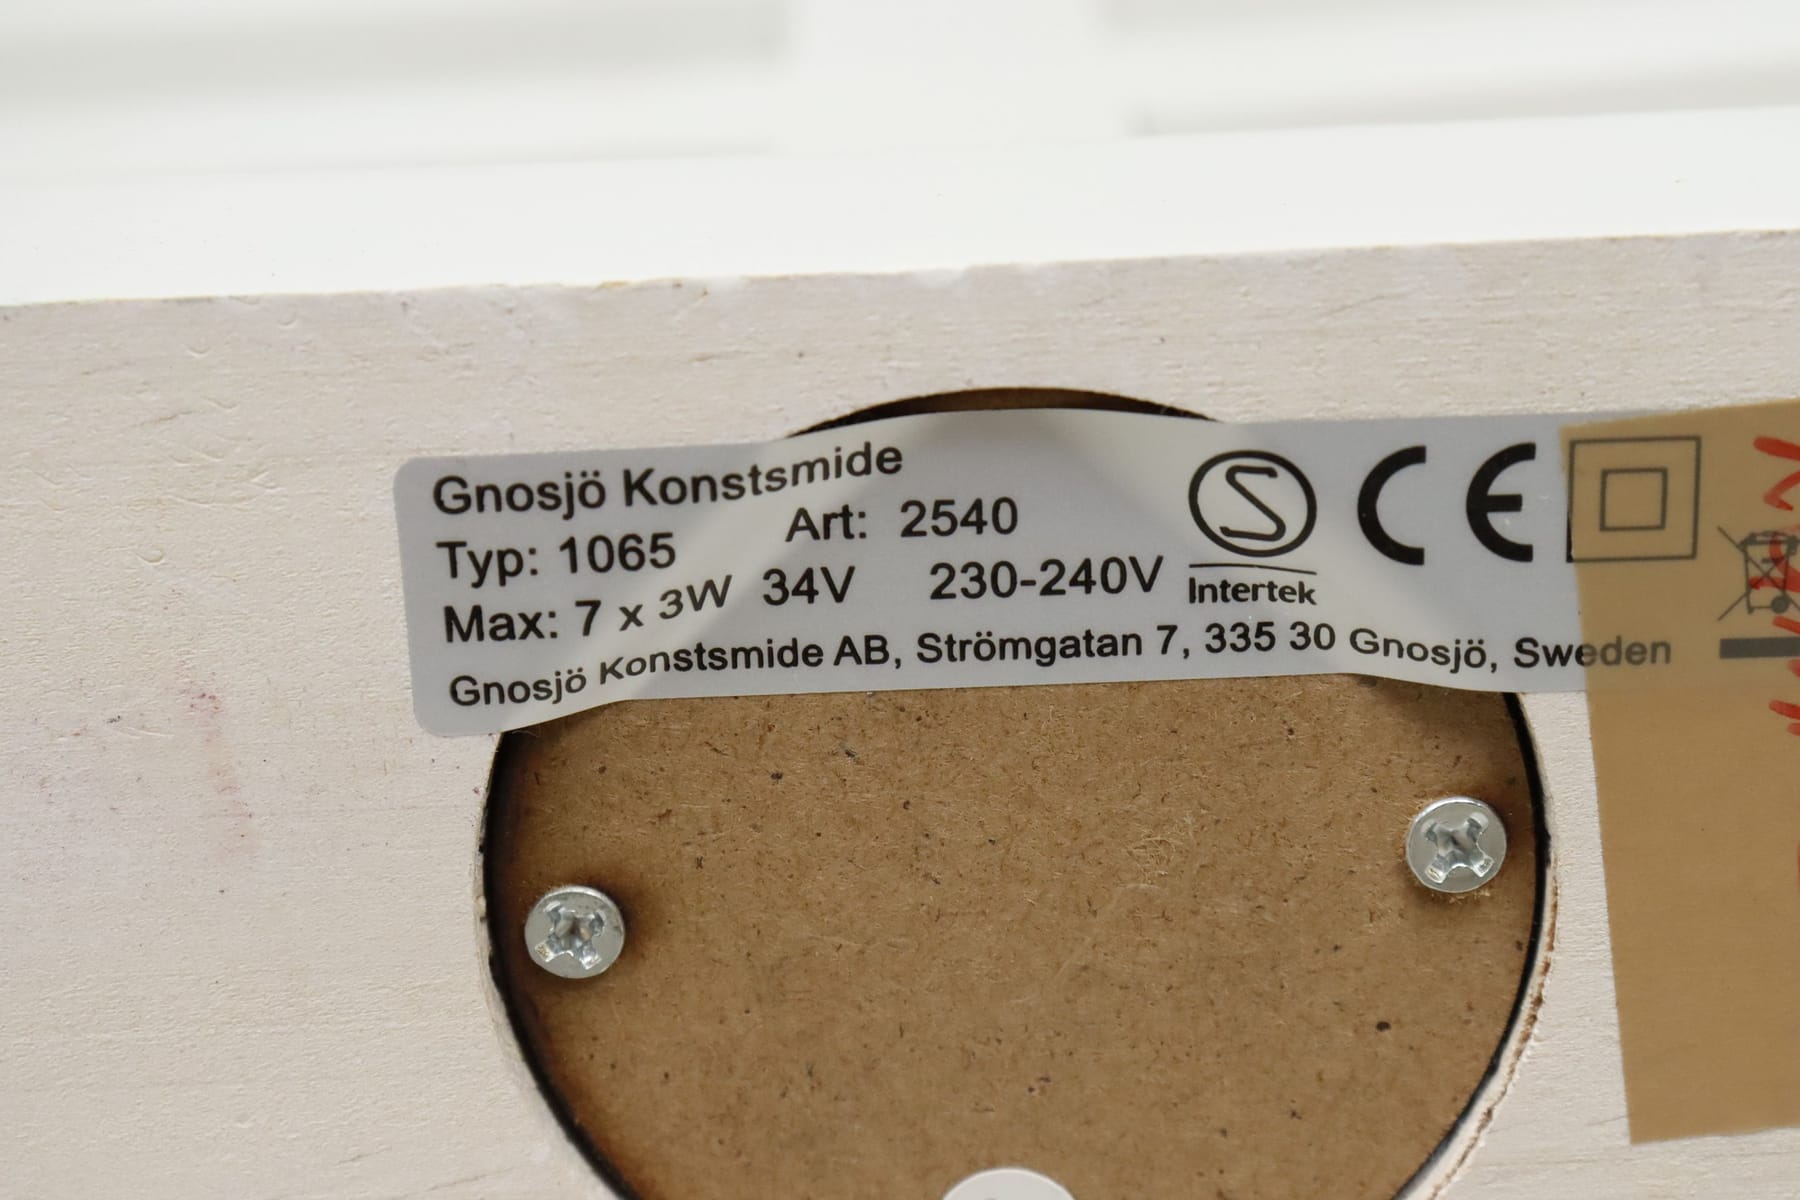 Gnosjö Konstsmide
Typ: 1065 Art: 2540
Max: 7 x 3W 34V 230-240V
Gnosjö Konstsmide AB, Strömgatan 7, 335 30 Gnosjö, Sweden
S
Intertek
CE